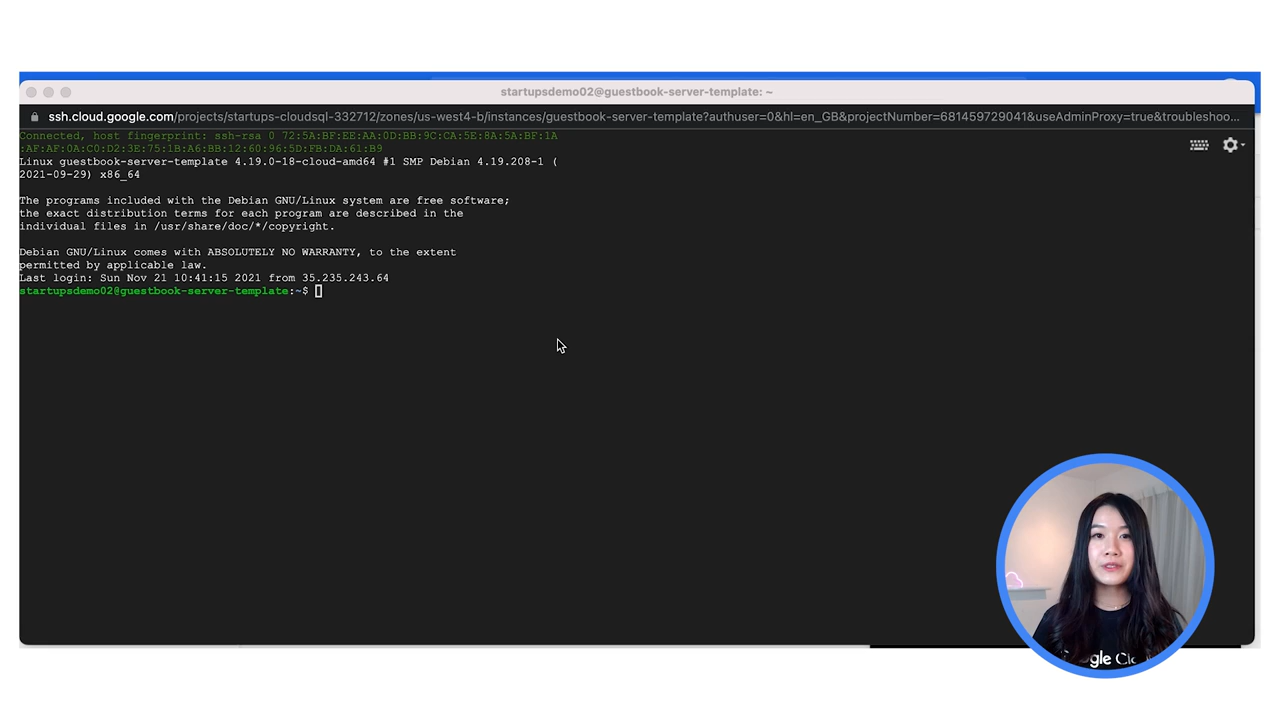 startupsdemo02@guestbook-server-template: ~
ssh.cloud.google.com/projects/startups-cloudsql-332712/zones/us-west4-b/instances/guestbook-server-template?authuser=0&hl=en_GB&projectNumber=681459729041&useAdminProxy=true&troubleshoo...
Connected, host fingerprint: ssh-rsa 0 72:5A:BF:EE:AA:0D:BB:9C:CA:5E:8A:5A:BF:1A
:AF:AF:0A:C0:D2:3E:75:1B:A6:BB:12:60:96:5D:FB:DA:61:B9
Linux guestbook-server-template 4.19.0-18-cloud-amd64 #1 SMP Debian 4.19.208-1 (
2021-09-29) x86_64
The programs included with the Debian GNU/Linux system are free software;
the exact distribution terms for each program are described in the
individual files in /usr/share/doc/*/copyright.
Debian GNU/Linux comes with ABSOLUTELY NO WARRANTY, to the extent
permitted by applicable law.
Last login: Sun Nov 21 10:41:15 2021 from 35.235.243.64
startupsdemo02@guestbook-server-template:~$